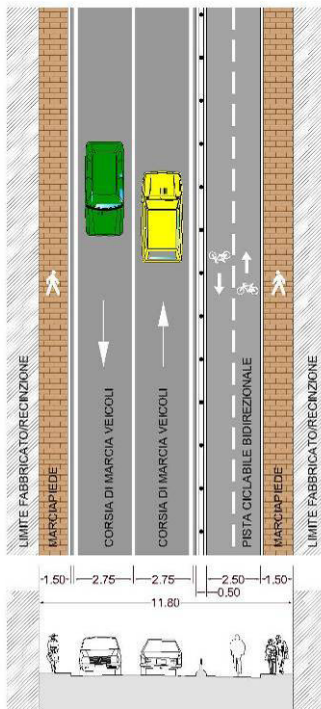 LIMITE FABBRICATO/RECINZIONE
MARCIAPIEDE
CORSIA DI MARCIA VEICOLI
CORSIA DI MARCIA VEICOLI
PISTA CICLABILE BIDIREZIONALE
MARCIAPIEDE
LIMITE FABBRICATO/RECINZIONE
1.50 2.75 2.75 2.50 1.50
0.50
11.80